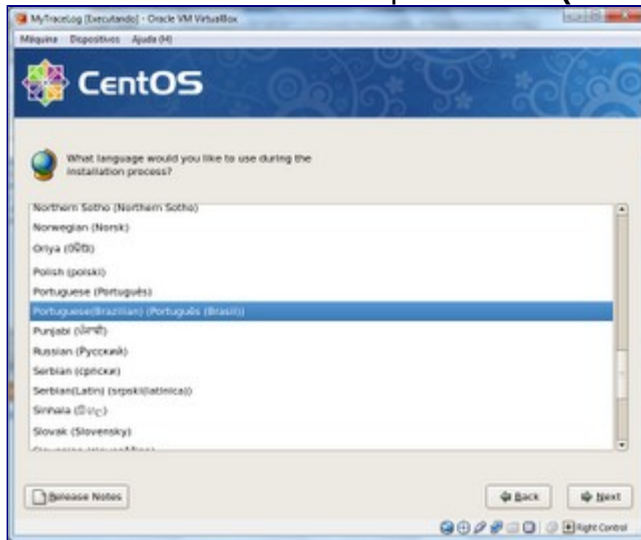 MyTraceLog [Executando] - Oracle VM VirtualBox
Máquina Dispositivos Ajuda (H)
CentOS
What language would you like to use during the
installation process?
Northern Sotho (Northern Sotho)
Norwegian (Norsk)
Oriya (ଓଡ଼ିଆ)
Polish (polski)
Portuguese (Português)
Portuguese(Brazilian) (Português (Brasil))
Punjabi (ਪੰਜਾਬੀ)
Russian (Русский)
Serbian (српски)
Serbian(Latin) (srpski(latinica))
Sinhala (සිංහල)
Slovak (Slovensky)
Release Notes
Back
Next
Right Control